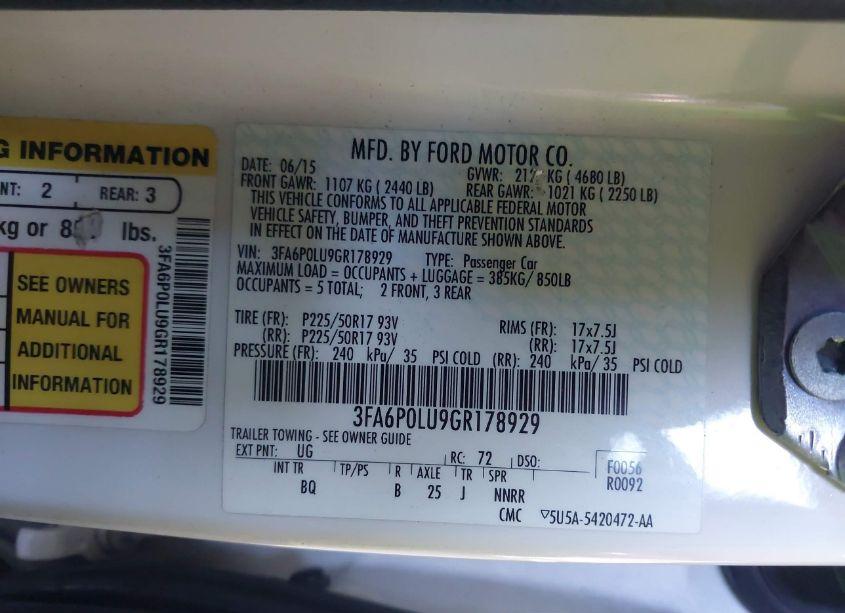 G INFORMATION
NT: 2 REAR: 3
kg or lbs.
SEE OWNERS
MANUAL FOR
ADDITIONAL
INFORMATION
3FA6P0LU9GR178929
MFD. BY FORD MOTOR CO.
DATE: 06/15 GVWR: KG ( 4680 LB)
FRONT GAWR: 1107 KG ( 2440 LB) REAR GAWR: 1021 KG ( 2250 LB)
THIS VEHICLE CONFORMS TO ALL APPLICABLE FEDERAL MOTOR
VEHICLE SAFETY, BUMPER, AND THEFT PREVENTION STANDARDS
IN EFFECT ON THE DATE OF MANUFACTURE SHOWN ABOVE.
VIN: 3FA6P0LU9GR178929 TYPE: Passenger Car
MAXIMUM LOAD = OCCUPANTS + LUGGAGE = 385KG/ 850LB
OCCUPANTS = 5 TOTAL; 2 FRONT, 3 REAR
TIRE (FR): P225/50R17 93V RIMS (FR): 17x7.5J
(RR): P225/50R17 93V (RR): 17x7.5J
PRESSURE (FR): 240 kPa/ 35 PSI COLD (RR): 240 kPa/ 35 PSI COLD
3FA6P0LU9GR178929
TRAILER TOWING - SEE OWNER GUIDE
EXT PNT: UG RC: 72 DSO: F0056
INT TR TP/PS R AXLE TR SPR R0092
BQ B 25 J NNRR
CMC ▽5U5A-5420472-AA